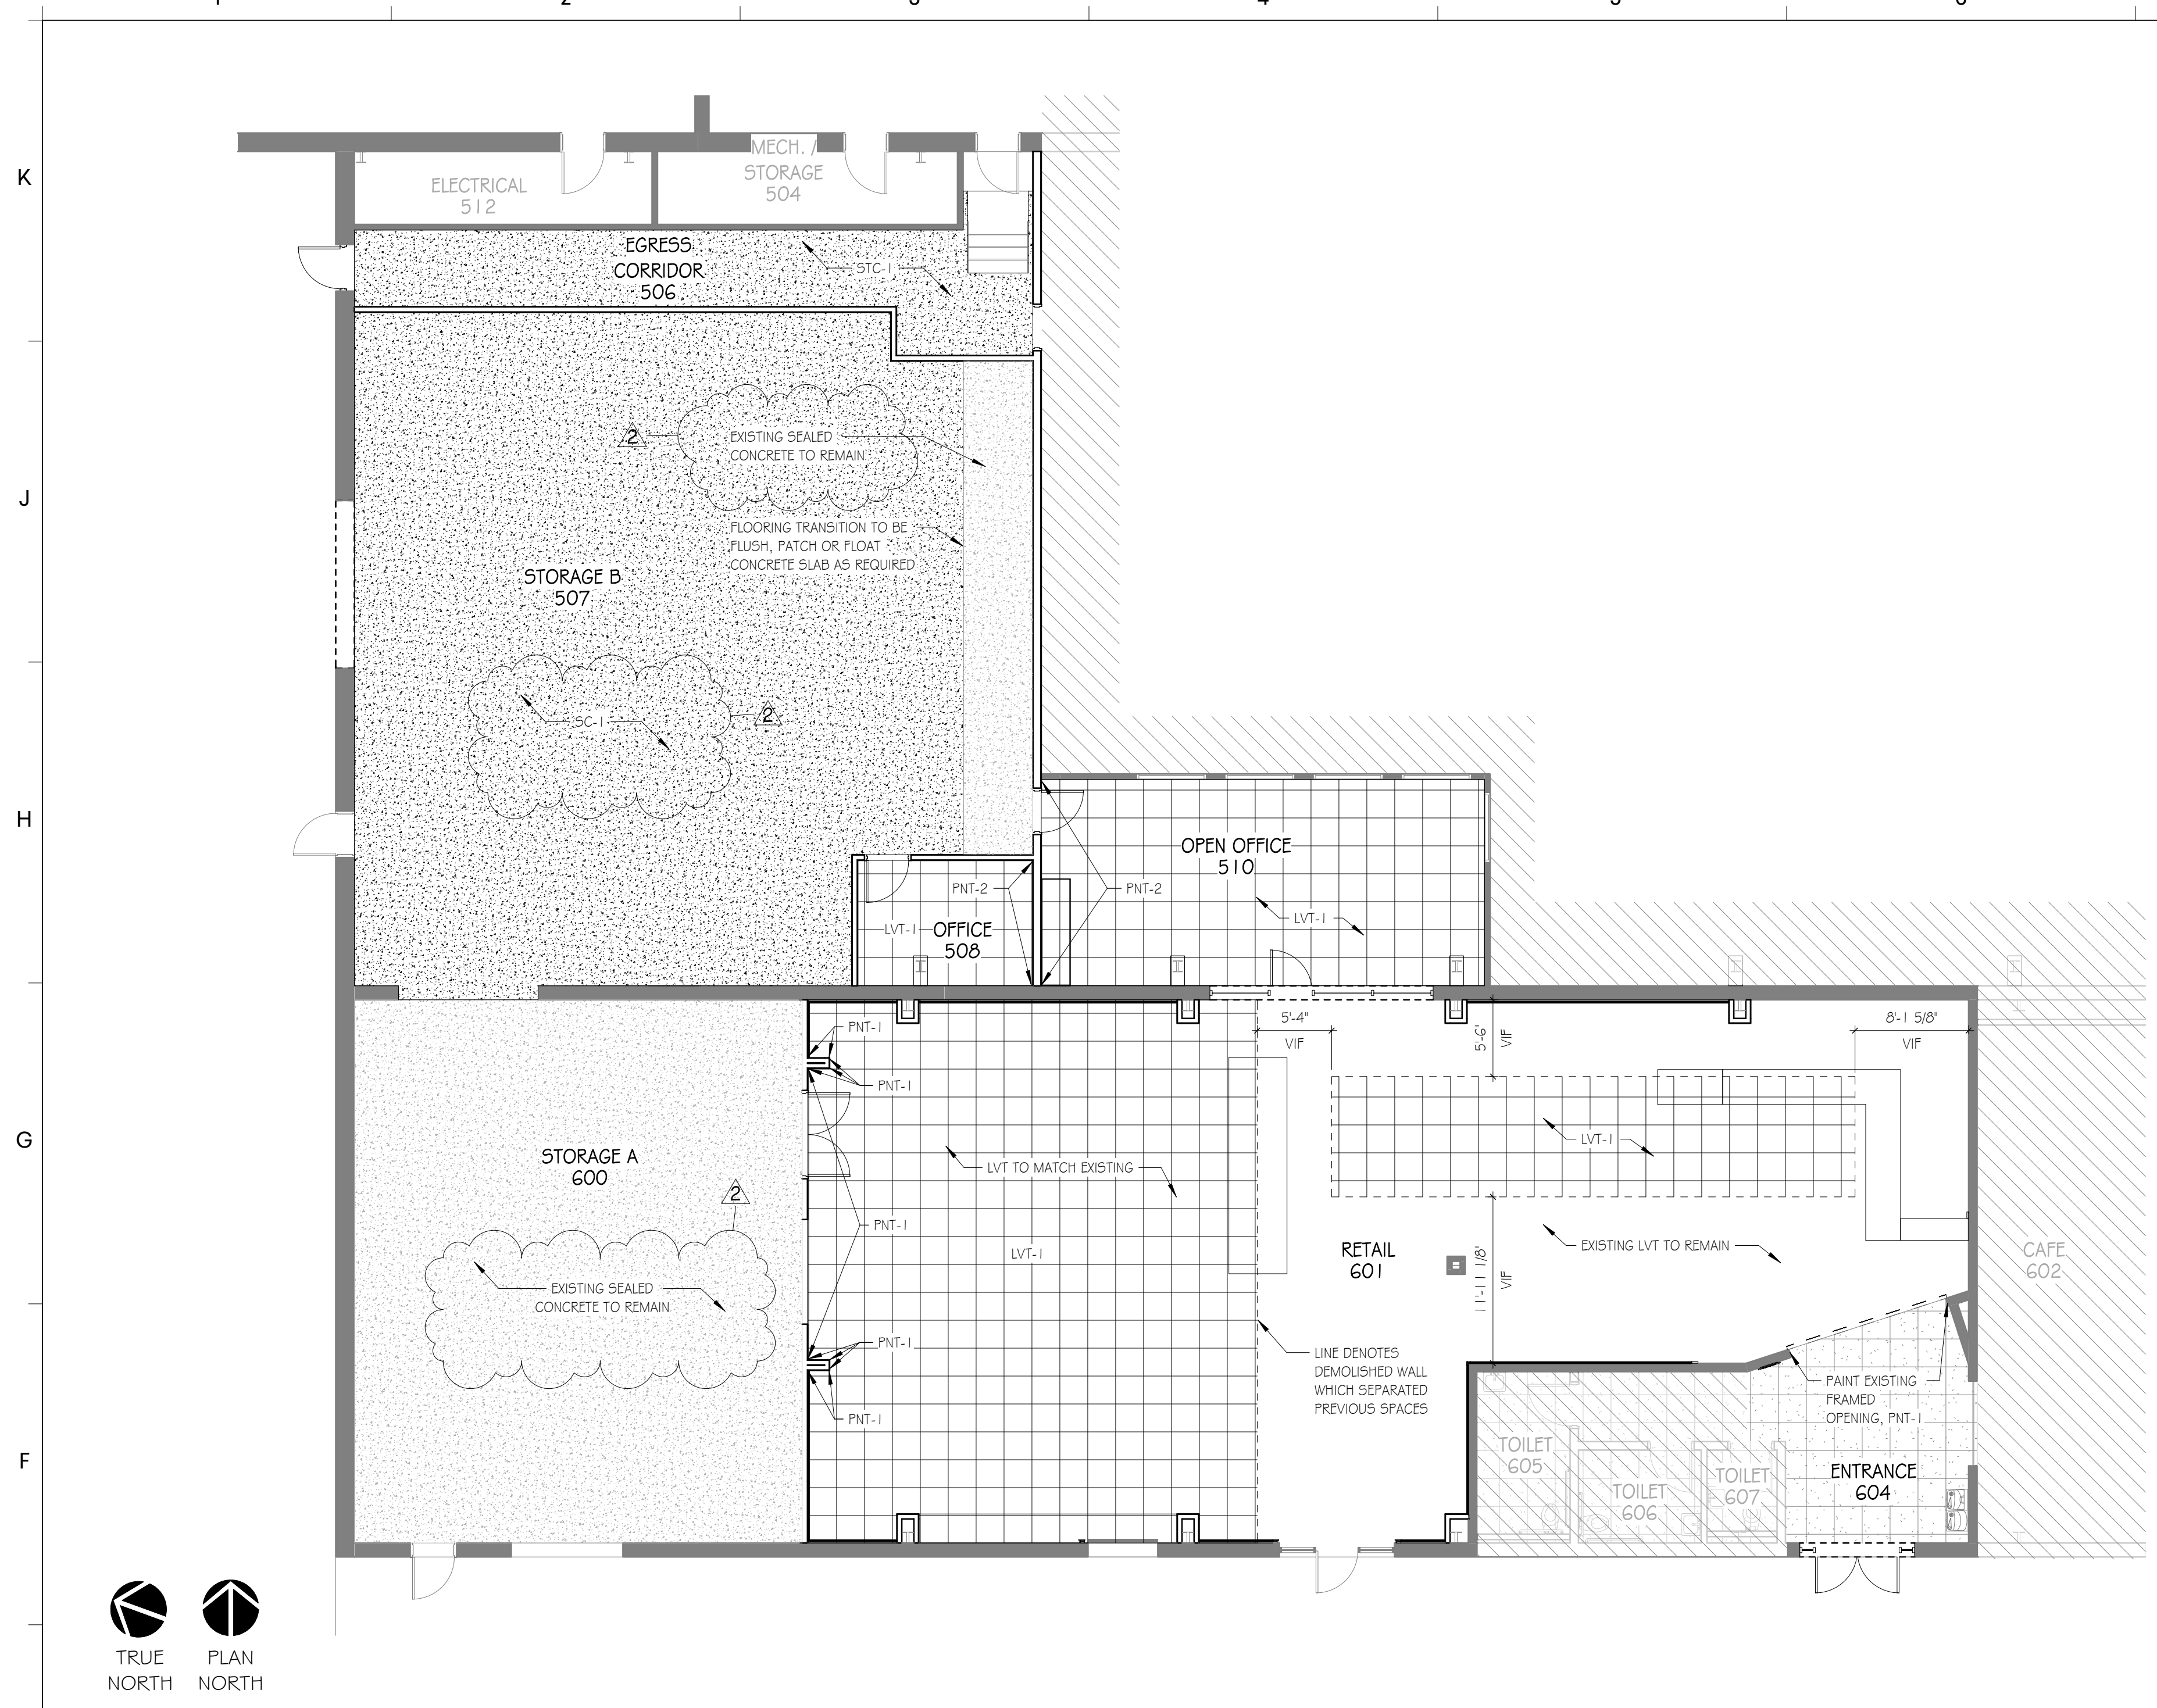 K
J
H
G
F
MECH. /
STORAGE
504
ELECTRICAL
512
EGRESS
CORRIDOR
506
STC-1
2
EXISTING SEALED
CONCRETE TO REMAIN
FLOORING TRANSITION TO BE
FLUSH, PATCH OR FLOAT
CONCRETE SLAB AS REQUIRED
STORAGE B
507
SC-1
2
OPEN OFFICE
510
PNT-2
PNT-2
LVT-1
LVT-1
OFFICE
508
5'-4"
VIF
5'-6"
VIF
8'-1 5/8"
VIF
PNT-1
PNT-1
LVT-1
STORAGE A
600
2
LVT TO MATCH EXISTING
PNT-1
LVT-1
RETAIL
601
11'-11 1/8"
VIF
EXISTING LVT TO REMAIN
CAFE
602
EXISTING SEALED
CONCRETE TO REMAIN
PNT-1
PNT-1
LINE DENOTES
DEMOLISHED WALL
WHICH SEPARATED
PREVIOUS SPACES
PAINT EXISTING
FRAMED
OPENING, PNT-1
TOILET
605
TOILET
606
TOILET
607
ENTRANCE
604
TRUE
NORTH
PLAN
NORTH